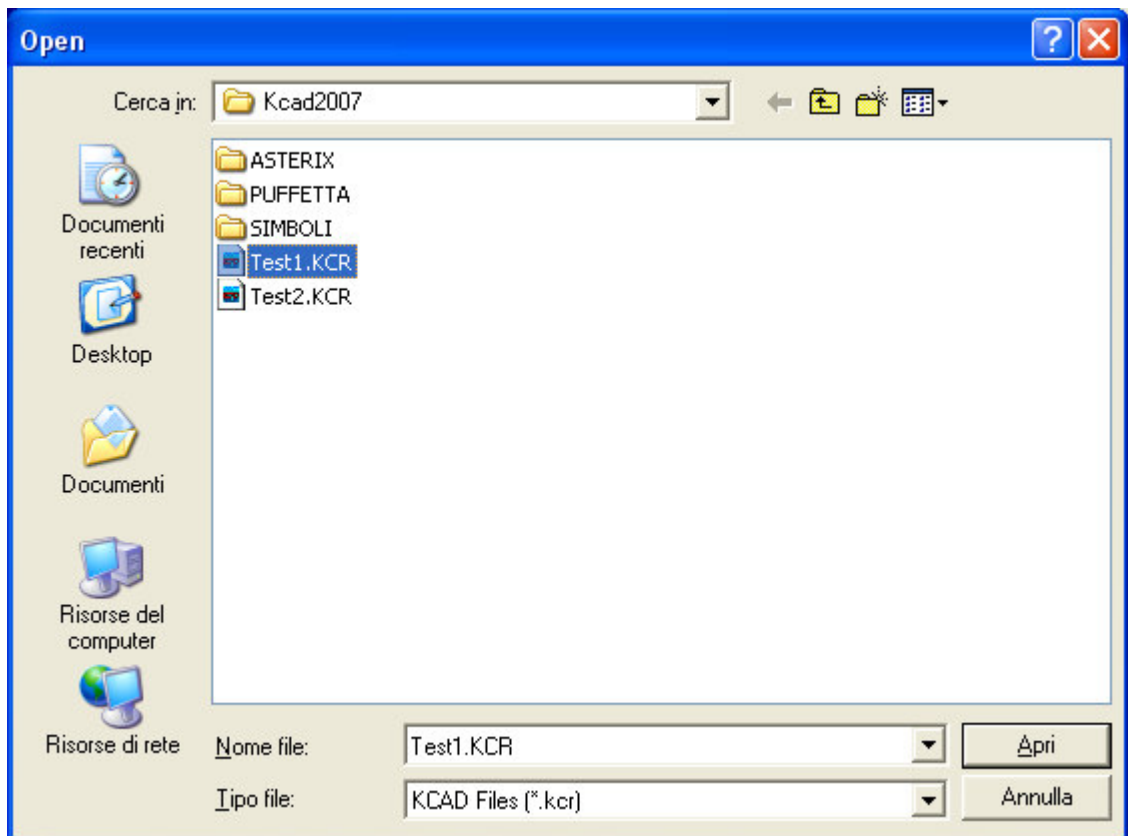 Open
Cerca in:
Kcad2007
ASTERIX
PUFFETTA
SIMBOLI
Test1.KCR
Test2.KCR
Documenti
recenti
Desktop
Documenti
Risorse del
computer
Risorse di rete
Nome file:
Test1.KCR
Apri
Tipo file:
KCAD Files (*.kcr)
Annulla